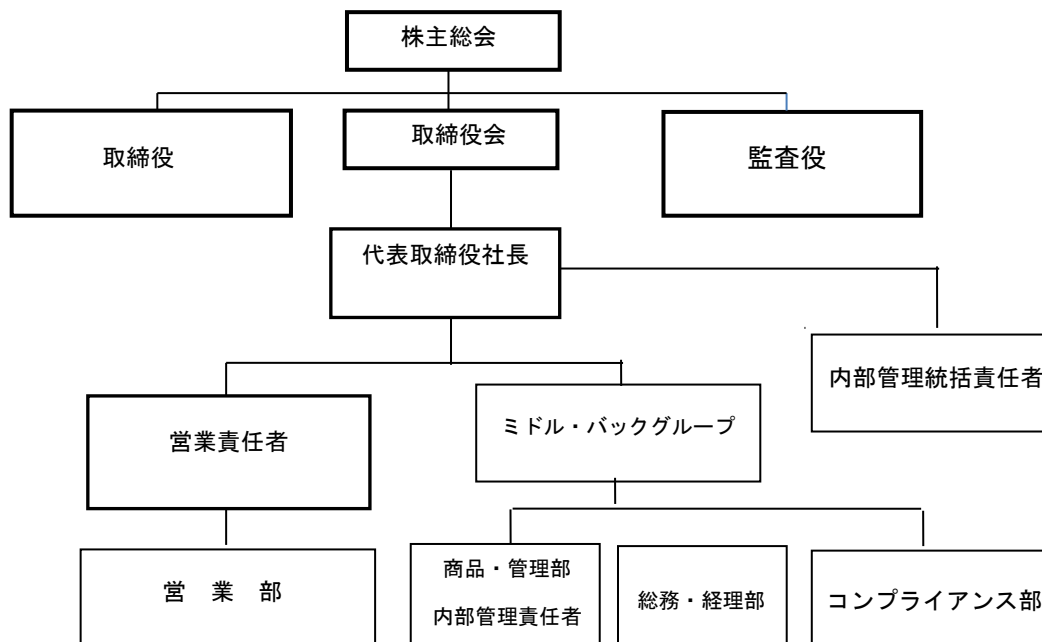 株主総会
取締役
取締役会
監査役
代表取締役社長
内部管理統括責任者
営業責任者
ミドル・バックグループ
営　業　部
商品・管理部
内部管理責任者
総務・経理部
コンプライアンス部